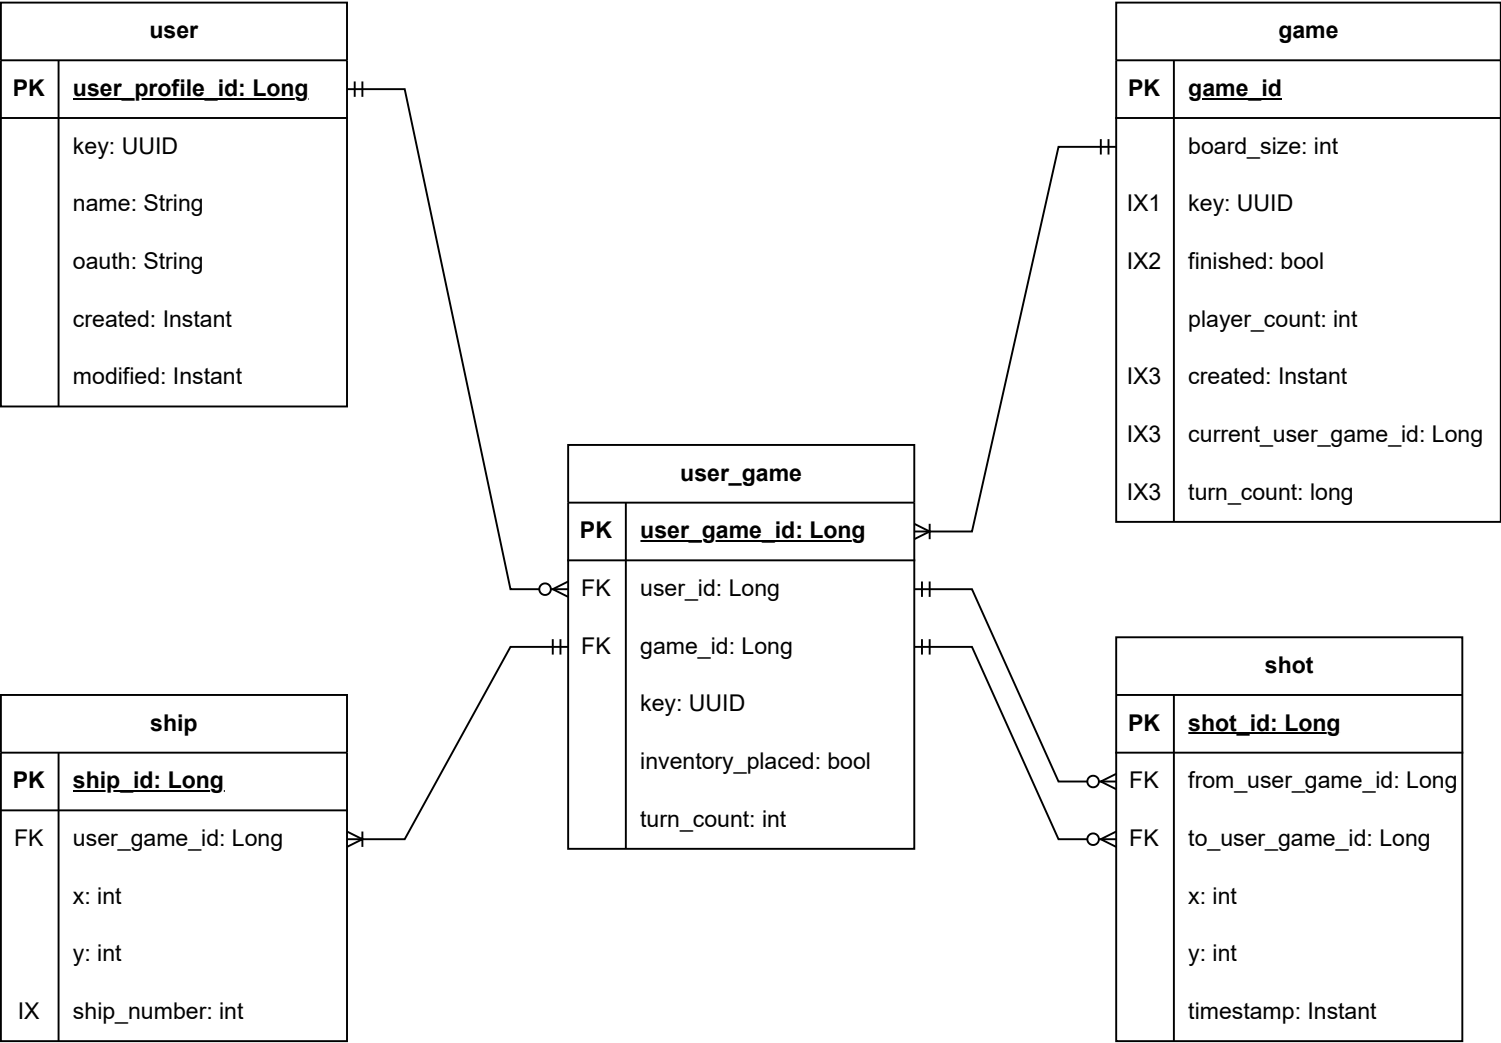 user
PK user_profile_id: Long
key: UUID
name: String
oauth: String
created: Instant
modified: Instant
game
PK game_id
board_size: int
IX1 key: UUID
IX2 finished: bool
player_count: int
IX3 created: Instant
IX3 current_user_game_id: Long
IX3 turn_count: long
user_game
PK user_game_id: Long
FK user_id: Long
FK game_id: Long
key: UUID
inventory_placed: bool
turn_count: int
ship
PK ship_id: Long
FK user_game_id: Long
x: int
y: int
IX ship_number: int
shot
PK shot_id: Long
FK from_user_game_id: Long
FK to_user_game_id: Long
x: int
y: int
timestamp: Instant